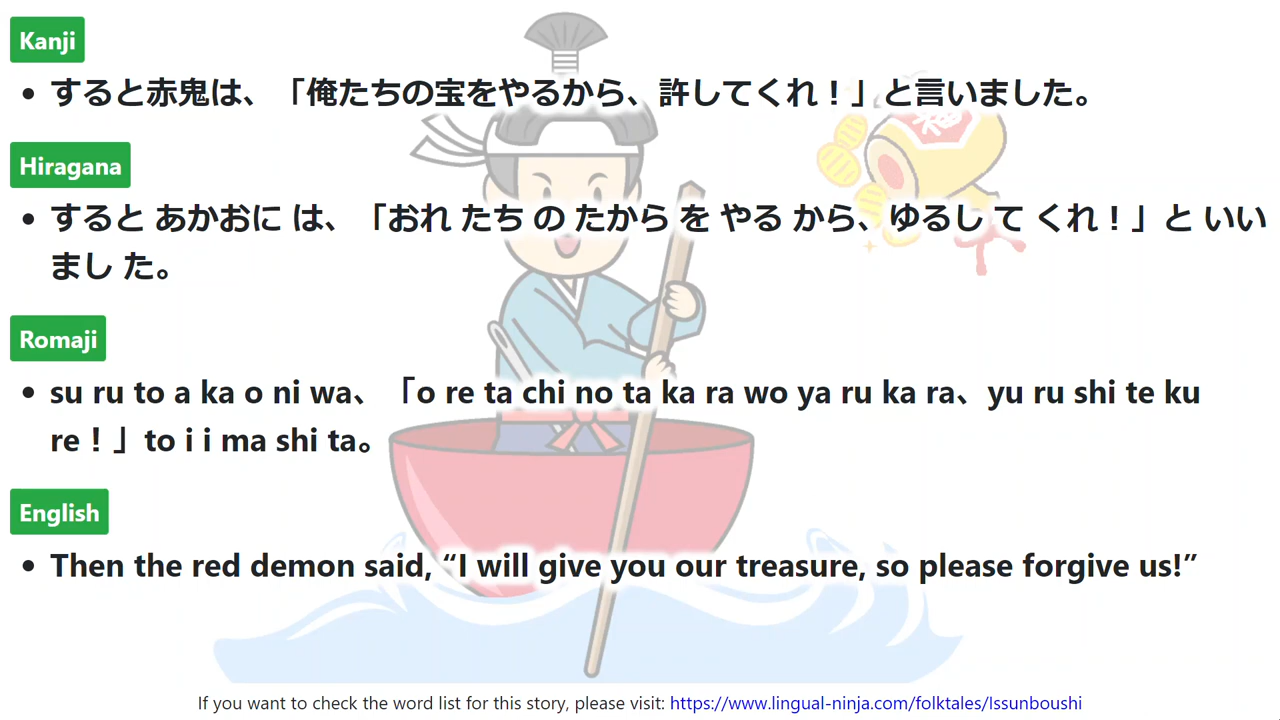 Kanji
• すると赤鬼は、「俺たちの宝をやるから、許してくれ！」と言いました。
Hiragana
• すると あかおに は、「おれ たち の たから を やる から、ゆるし て くれ！」と いい
まし た。
Romaji
• su ru to a ka o ni wa、「o re ta chi no ta ka ra wo ya ru ka ra、yu ru shi te ku
re！」to i i ma shi ta。
English
• Then the red demon said, “I will give you our treasure, so please forgive us!”
If you want to check the word list for this story, please visit: https://www.lingual-ninja.com/folktales/Issunboushi